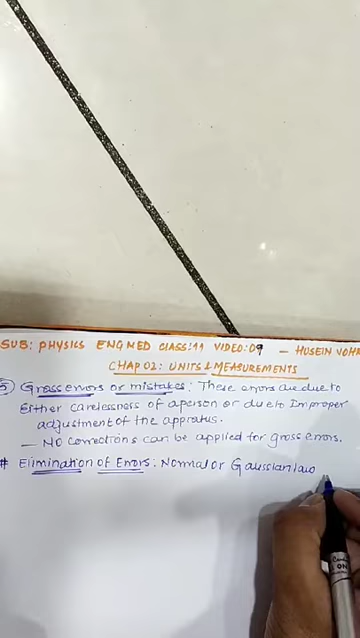 SUB: PHYSICS ENG MED CLASS: 11 VIDEO: 09 - HUSEIN VOHR
CHAP 02: UNITS & MEASUREMENTS
5 Gross errors or mistakes: These errors are due to
Either carelessness of a person or due to Improper
adjustment of the appratus.
- No corrections can be applied for gross errors.
# Elimination of Errors: Normal or Gaussian law